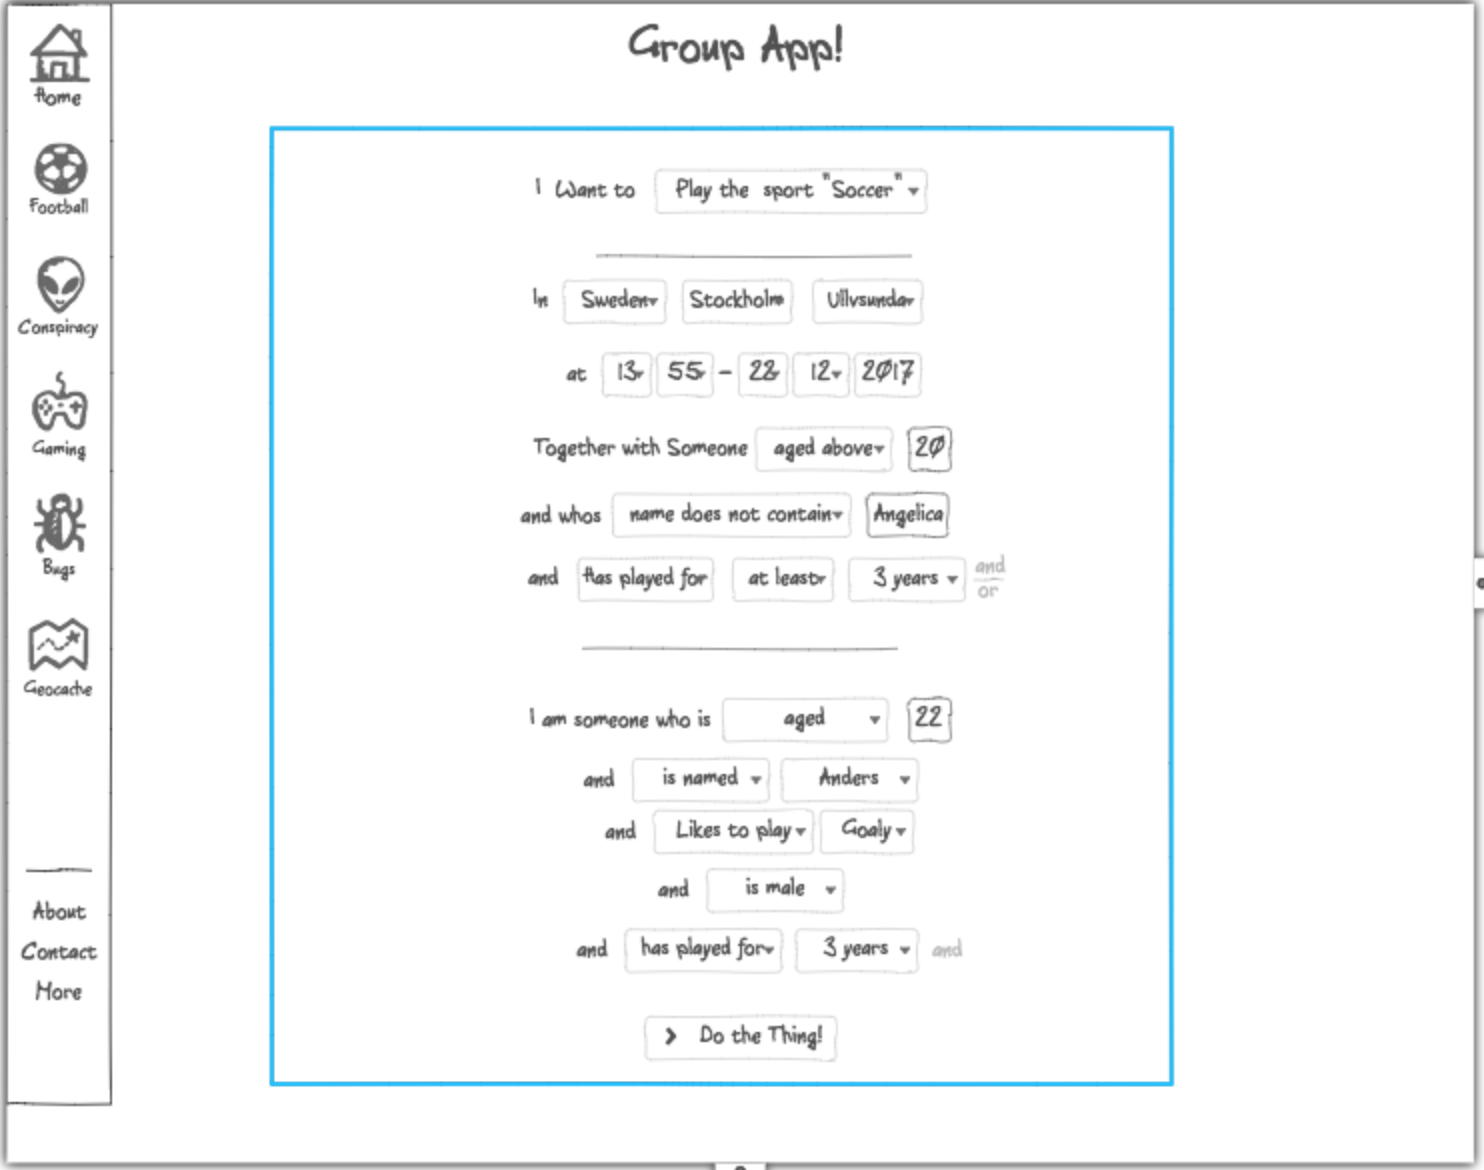 Group App!
Home
Football
Conspiracy
Gaming
Bugs
Geocache
About
Contact
More
I Want to Play the sport "Soccer"
In Sweden Stockholm Ullvsunda
at 13 55 - 22 12 2017
Together with Someone aged above 20
and whos name does not contain Angelica
and Has played for at least 3 years and or
I am someone who is aged 22
and is named Anders
and Likes to play Goaly
and is male
and has played for 3 years and
> Do the Thing!